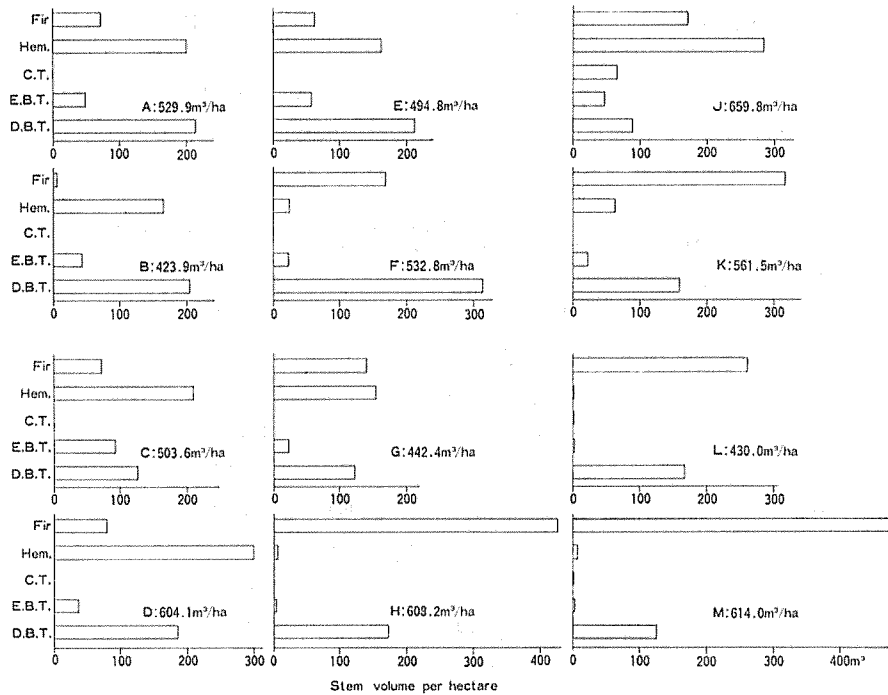 Fir
Hem.
C.T.
E.B.T.
D.B.T.
A:529.9m³/ha
0 100 200
E:494.8m³/ha
0 100 200
J:659.8m³/ha
0 100 200 300
Fir
Hem.
C.T.
E.B.T.
D.B.T.
B:423.9m³/ha
0 100 200
F:532.8m³/ha
0 100 200 300
K:561.5m³/ha
0 100 200 300
Fir
Hem.
C.T.
E.B.T.
D.B.T.
C:503.6m³/ha
0 100 200
G:442.4m³/ha
0 100 200
L:430.0m³/ha
0 100 200 300
Fir
Hem.
C.T.
E.B.T.
D.B.T.
D:604.1m³/ha
0 100 200 300
H:608.2m³/ha
0 100 200 300 400
M:614.0m³/ha
0 100 200 300 400m³
Stem volume per hectare